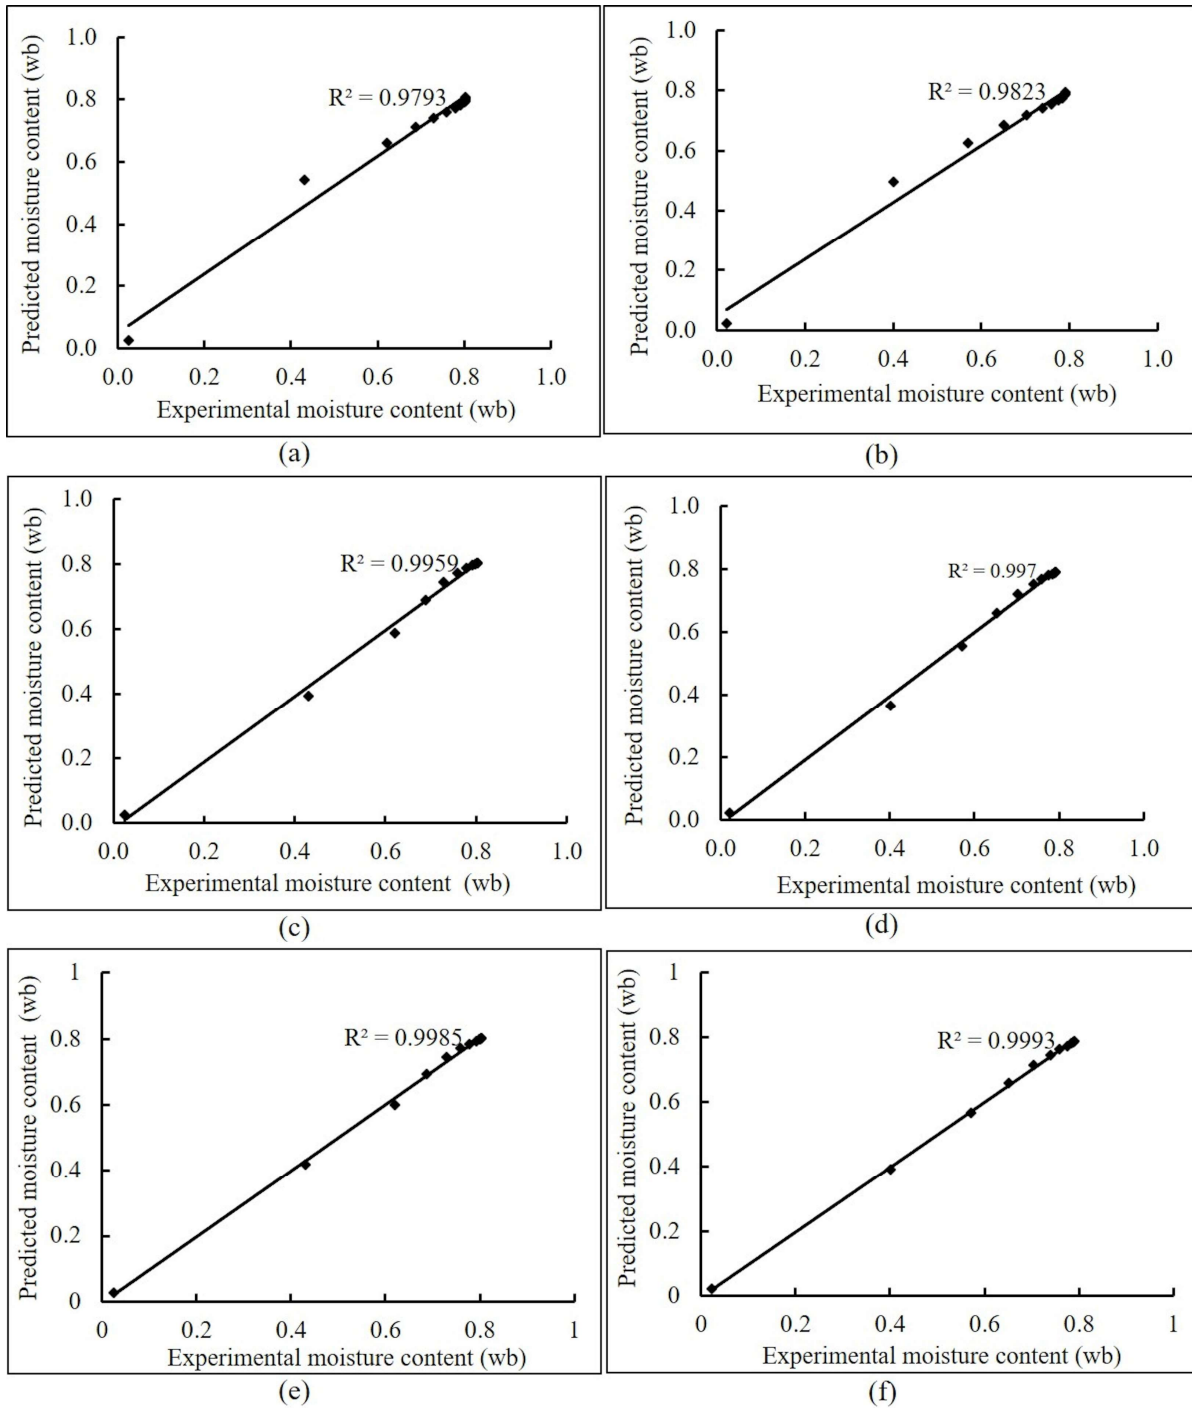 Predicted moisture content (wb)
1.0
0.8
0.6
0.4
0.2
0.0
R² = 0.9793
0.0 0.2 0.4 0.6 0.8 1.0
Experimental moisture content (wb)
(a)
Predicted moisture content (wb)
1.0
0.8
0.6
0.4
0.2
0.0
R² = 0.9823
0.0 0.2 0.4 0.6 0.8 1.0
Experimental moisture content (wb)
(b)
Predicted moisture content (wb)
1.0
0.8
0.6
0.4
0.2
0.0
R² = 0.9959
0.0 0.2 0.4 0.6 0.8 1.0
Experimental moisture content (wb)
(c)
Predicted moisture content (wb)
1.0
0.8
0.6
0.4
0.2
0.0
R² = 0.997
0.0 0.2 0.4 0.6 0.8 1.0
Experimental moisture content (wb)
(d)
Predicted moisture content (wb)
1
0.8
0.6
0.4
0.2
0
R² = 0.9985
0 0.2 0.4 0.6 0.8 1
Experimental moisture content (wb)
(e)
Predicted moisture content (wb)
1
0.8
0.6
0.4
0.2
0
R² = 0.9993
0 0.2 0.4 0.6 0.8 1
Experimental moisture content (wb)
(f)